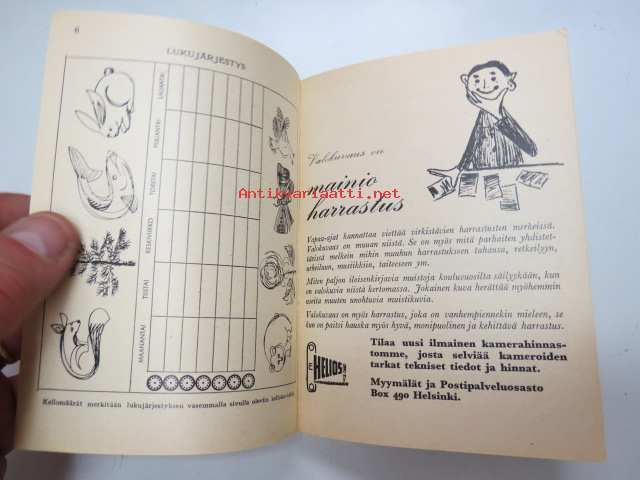 6
LUKUJÄRJESTYS
LAUANTAI
PERJANTAI
TORSTAI
KESKIVIIKKO
TIISTAI
MAANANTAI
Kellonäärät merkitään lukujärjestyksen vasemmalla sivulla oleviin
Antikvariaatti.net
Valokuvaus on
mainio
harrastus
Vapaa-ajat kannattaa viettää virkistävien harrastusten merkeissä.
Valokuvaus on muuan niistä. Se on myös mitä parhaiten yhdistet-
tävissä melkein mihin muuhun harrastukseen tahansa, retkeilyyn,
urheiluun, musiikkiin, taiteeseen ym.
Miten paljon iloisenkirjavia muistoja kouluvuosilta säilyykään, kun
on valokuvia niistä kertomassa. Jokainen kuva herättää myöhemmin
monta muuten unohtuvia muistikuvia.
Valokuvaus on myös harrastus, joka on vanhempiennekin mieleen, se
kun on paitsi hauska myös hyvä, monipuolinen ja kehittävä harrastus.
Tilaa uusi ilmainen kamerahinnas-
tomme, josta selviää kameroiden
tarkat tekniset tiedot ja hinnat.
HELIOS
Myymälät ja Postipalveluosasto
Box 490 Helsinki.